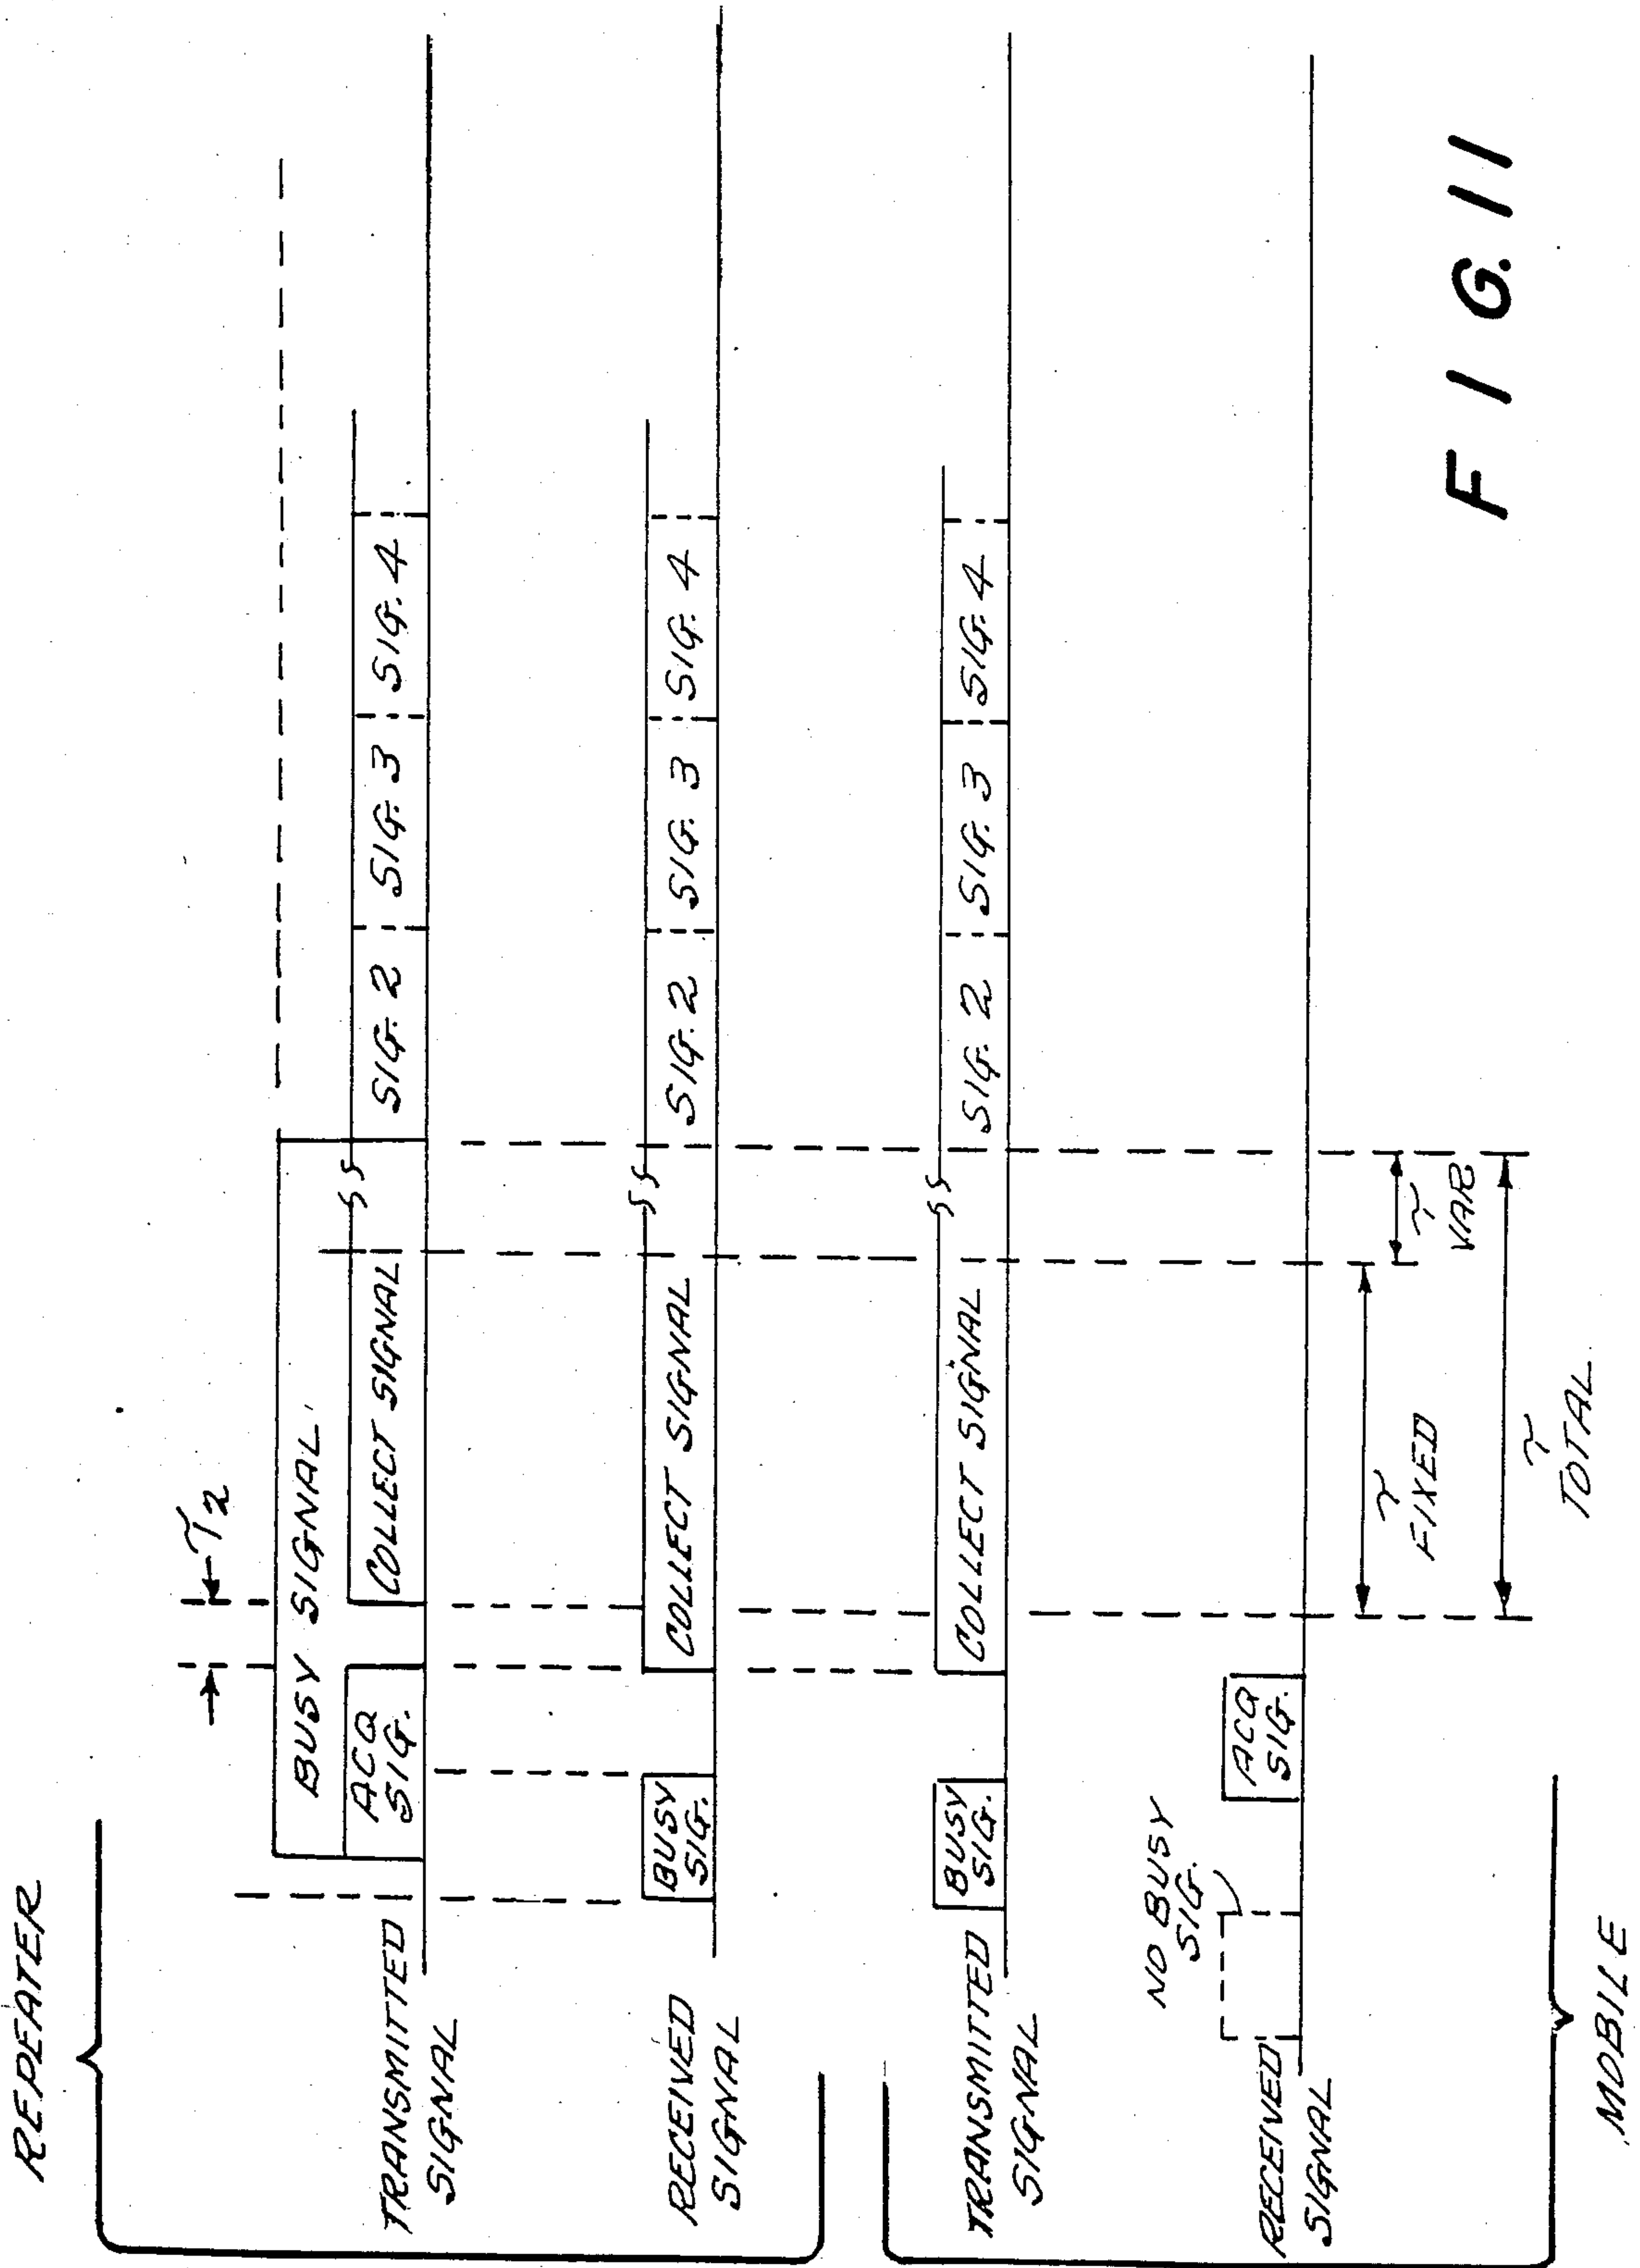 REPEATER
T2
BUSY SIGNAL
ACQ
SIG.
COLLECT SIGNAL
SIG. 2
SIG. 3
SIG. 4
TRANSMITTED
SIGNAL
BUSY
SIG.
COLLECT SIGNAL
SIG. 2
SIG. 3
SIG. 4
RECEIVED
SIGNAL
BUSY
SIG.
COLLECT SIGNAL
SIG. 2
SIG. 3
SIG. 4
TRANSMITTED
SIGNAL
NO BUSY
SIG.
ACQ
SIG.
RECEIVED
SIGNAL
τ
FIXED
τ
VAR
τ
TOTAL
MOBILE
FIG. 11